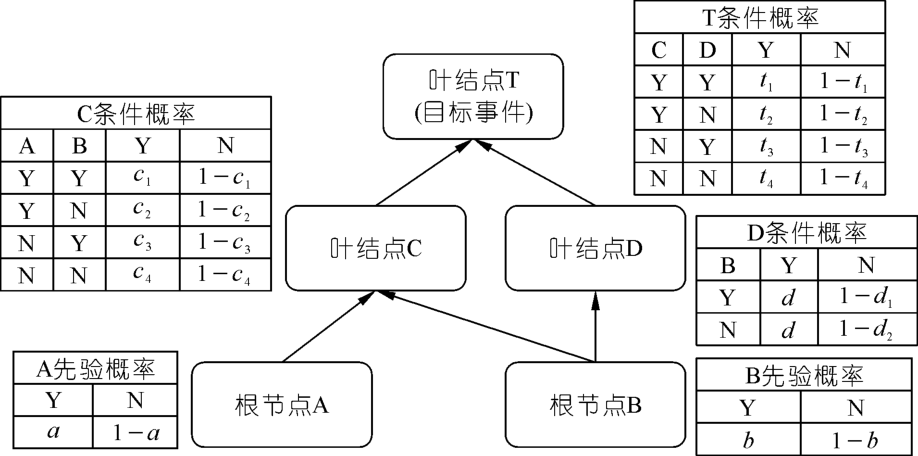 T条件概率
C D Y N
Y Y t1 1-t1
Y N t2 1-t2
N Y t3 1-t3
N N t4 1-t4
叶结点T
(目标事件)
C条件概率
A B Y N
Y Y c1 1-c1
Y N c2 1-c2
N Y c3 1-c3
N N c4 1-c4
叶结点C
叶结点D
D条件概率
B Y N
Y d 1-d1
N d 1-d2
A先验概率
Y N
a 1-a
根节点A
根节点B
B先验概率
Y N
b 1-b